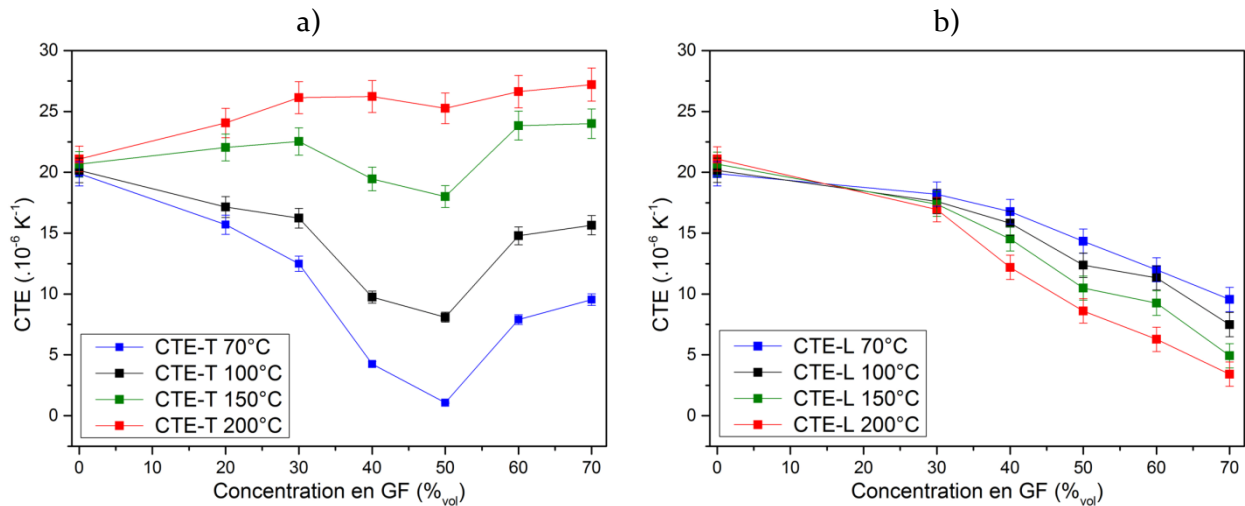 a)
30
25
20
15
10
5
0
CTE (.10⁻⁶ K⁻¹)
CTE-T 70°C
CTE-T 100°C
CTE-T 150°C
CTE-T 200°C
0 10 20 30 40 50 60 70
Concentration en GF (%vol)
b)
30
25
20
15
10
5
0
CTE (.10⁻⁶ K⁻¹)
CTE-L 70°C
CTE-L 100°C
CTE-L 150°C
CTE-L 200°C
0 10 20 30 40 50 60 70
Concentration en GF (%vol)